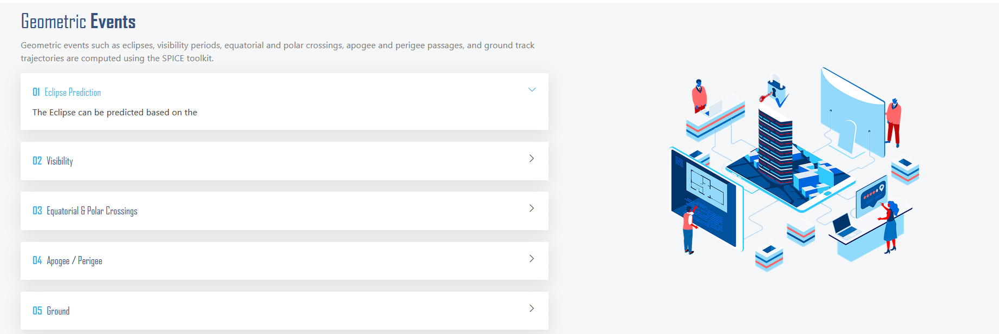 Geometric Events
Geometric events such as eclipses, visibility periods, equatorial and polar crossings, apogee and perigee passages, and ground track
trajectories are computed using the SPICE toolkit.
01 Eclipse Prediction
The Eclipse can be predicted based on the
02 Visibility
03 Equatorial & Polar Crossings
04 Apogee / Perigee
05 Ground